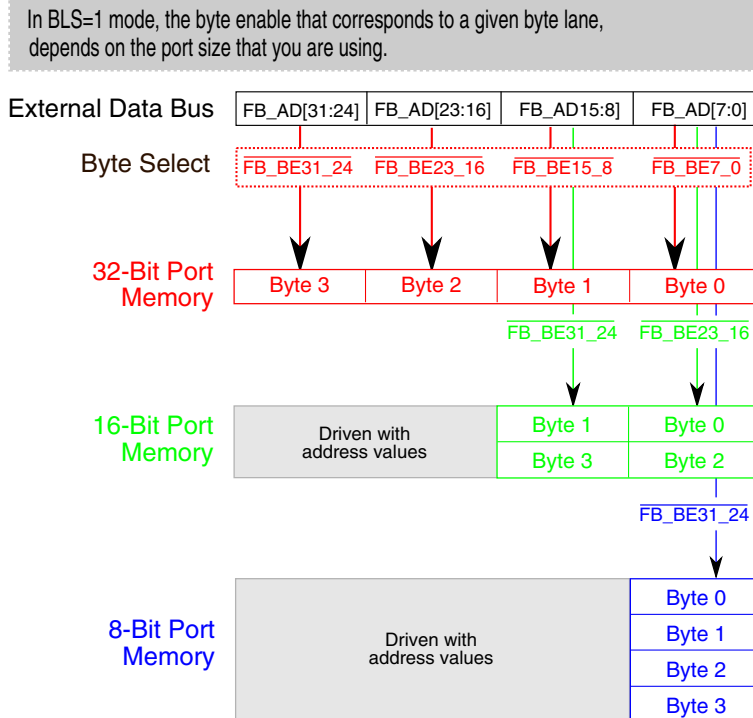 In BLS=1 mode, the byte enable that corresponds to a given byte lane,
depends on the port size that you are using.
External Data Bus FB_AD[31:24] FB_AD[23:16] FB_AD15:8] FB_AD[7:0]
Byte Select FB_BE31_24 FB_BE23_16 FB_BE15_8 FB_BE7_0
32-Bit Port
Memory
Byte 3 Byte 2 Byte 1 Byte 0
FB_BE31_24 FB_BE23_16
16-Bit Port
Memory
Driven with
address values
Byte 1 Byte 0
Byte 3 Byte 2
FB_BE31_24
8-Bit Port
Memory
Driven with
address values
Byte 0
Byte 1
Byte 2
Byte 3